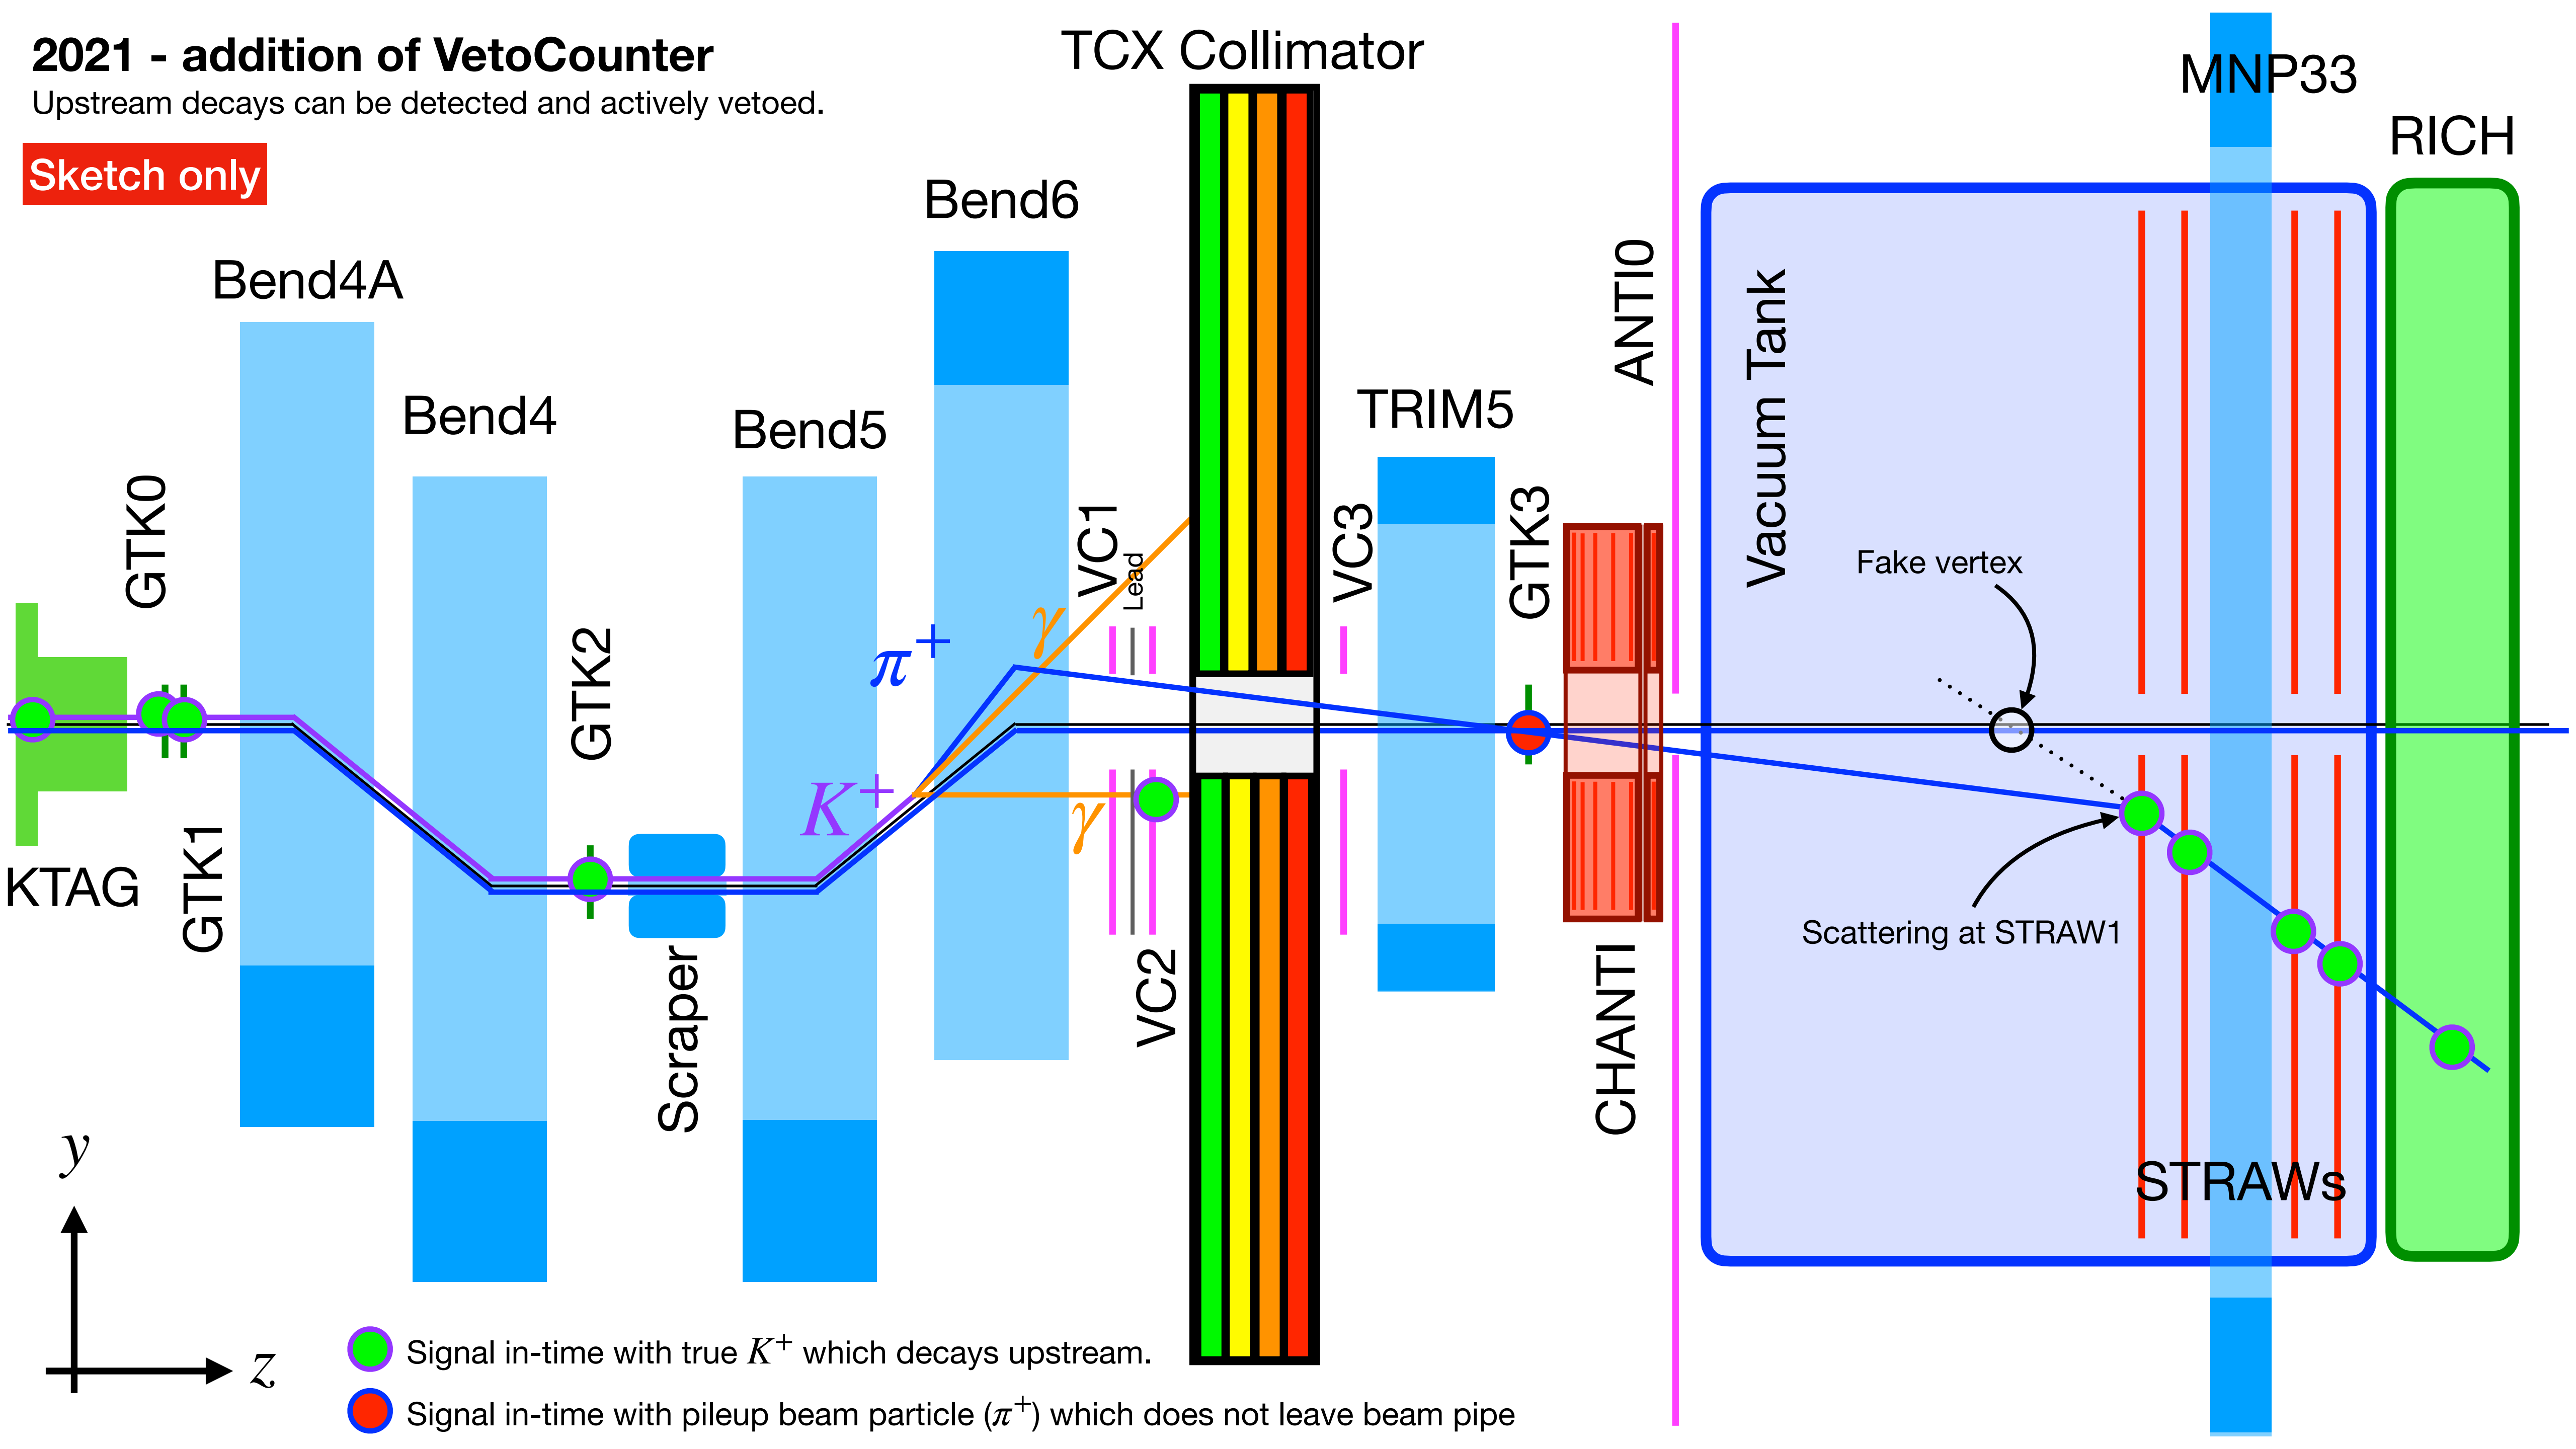 2021 - addition of VetoCounter
Upstream decays can be detected and actively vetoed.
Sketch only
TCX Collimator
MNP33
RICH
Bend6
Bend4A
Bend4
Bend5
TRIM5
ANTI0
Vacuum Tank
GTK0
GTK1
GTK2
VC1
Lead
VC3
GTK3
Fake vertex
π+
γ
K+
γ
KTAG
Scraper
VC2
CHANTI
Scattering at STRAW1
STRAWs
y
z
Signal in-time with true K+ which decays upstream.
Signal in-time with pileup beam particle (π+) which does not leave beam pipe